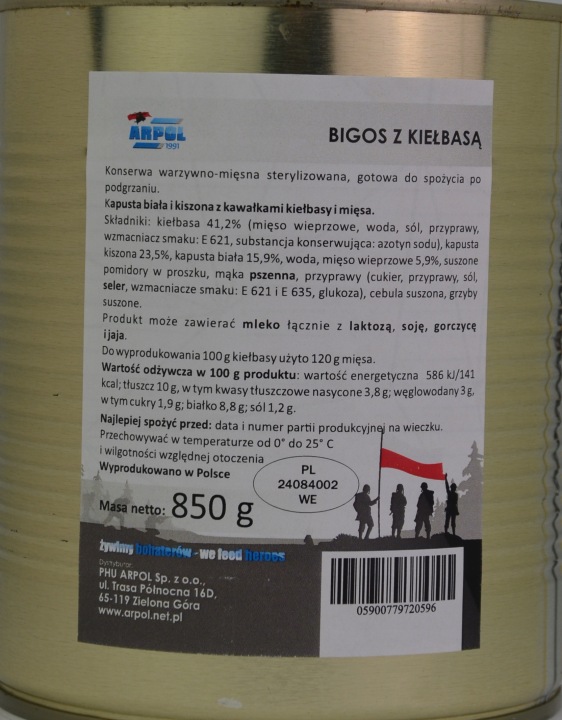 ARPOL
1991
BIGOS Z KIEŁBASĄ
Konserwa warzywno-mięsna sterylizowana, gotowa do spożycia po
podgrzaniu.
Kapusta biała i kiszona z kawałkami kiełbasy i mięsa.
Składniki: kiełbasa 41,2% (mięso wieprzowe, woda, sól, przyprawy,
wzmacniacz smaku: E 621, substancja konserwująca: azotyn sodu), kapusta
kiszona 23,5%, kapusta biała 15,9%, woda, mięso wieprzowe 5,9%, suszone
pomidory w proszku, mąka pszenna, przyprawy (cukier, przyprawy, sól,
seler, wzmacniacze smaku: E 621 i E 635, glukoza), cebula suszona, grzyby
suszone.
Produkt może zawierać mleko łącznie z laktozą, soję, gorczycę
i jaja.
Do wyprodukowania 100 g kiełbasy użyto 120 g mięsa.
Wartość odżywcza w 100 g produktu: wartość energetyczna 586 kJ/141
kcal; tłuszcz 10 g, w tym kwasy tłuszczowe nasycone 3,8 g; węglowodany 3 g,
w tym cukry 1,9 g; białko 8,8 g; sól 1,2 g.
Najlepiej spożyć przed: data i numer partii produkcyjnej na wieczku.
Przechowywać w temperaturze od 0° do 25° C
i wilgotności względnej otoczenia
Wyprodukowano w Polsce
PL
24084002
WE
Masa netto: 850 g
żywimy bohaterów - we feed heroes
Dystrybutor:
PHU ARPOL Sp. z o.o.,
ul. Trasa Północna 16D,
65-119 Zielona Góra
www.arpol.net.pl
05900779720596